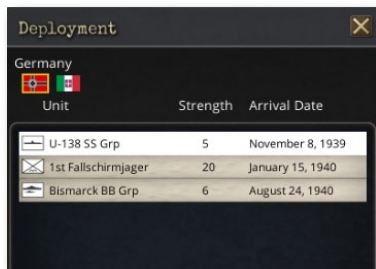 Deployment
Germany
Unit Strength Arrival Date
U-138 SS Grp 5 November 8, 1939
1st Fallschirmjager 20 January 15, 1940
Bismarck BB Grp 6 August 24, 1940